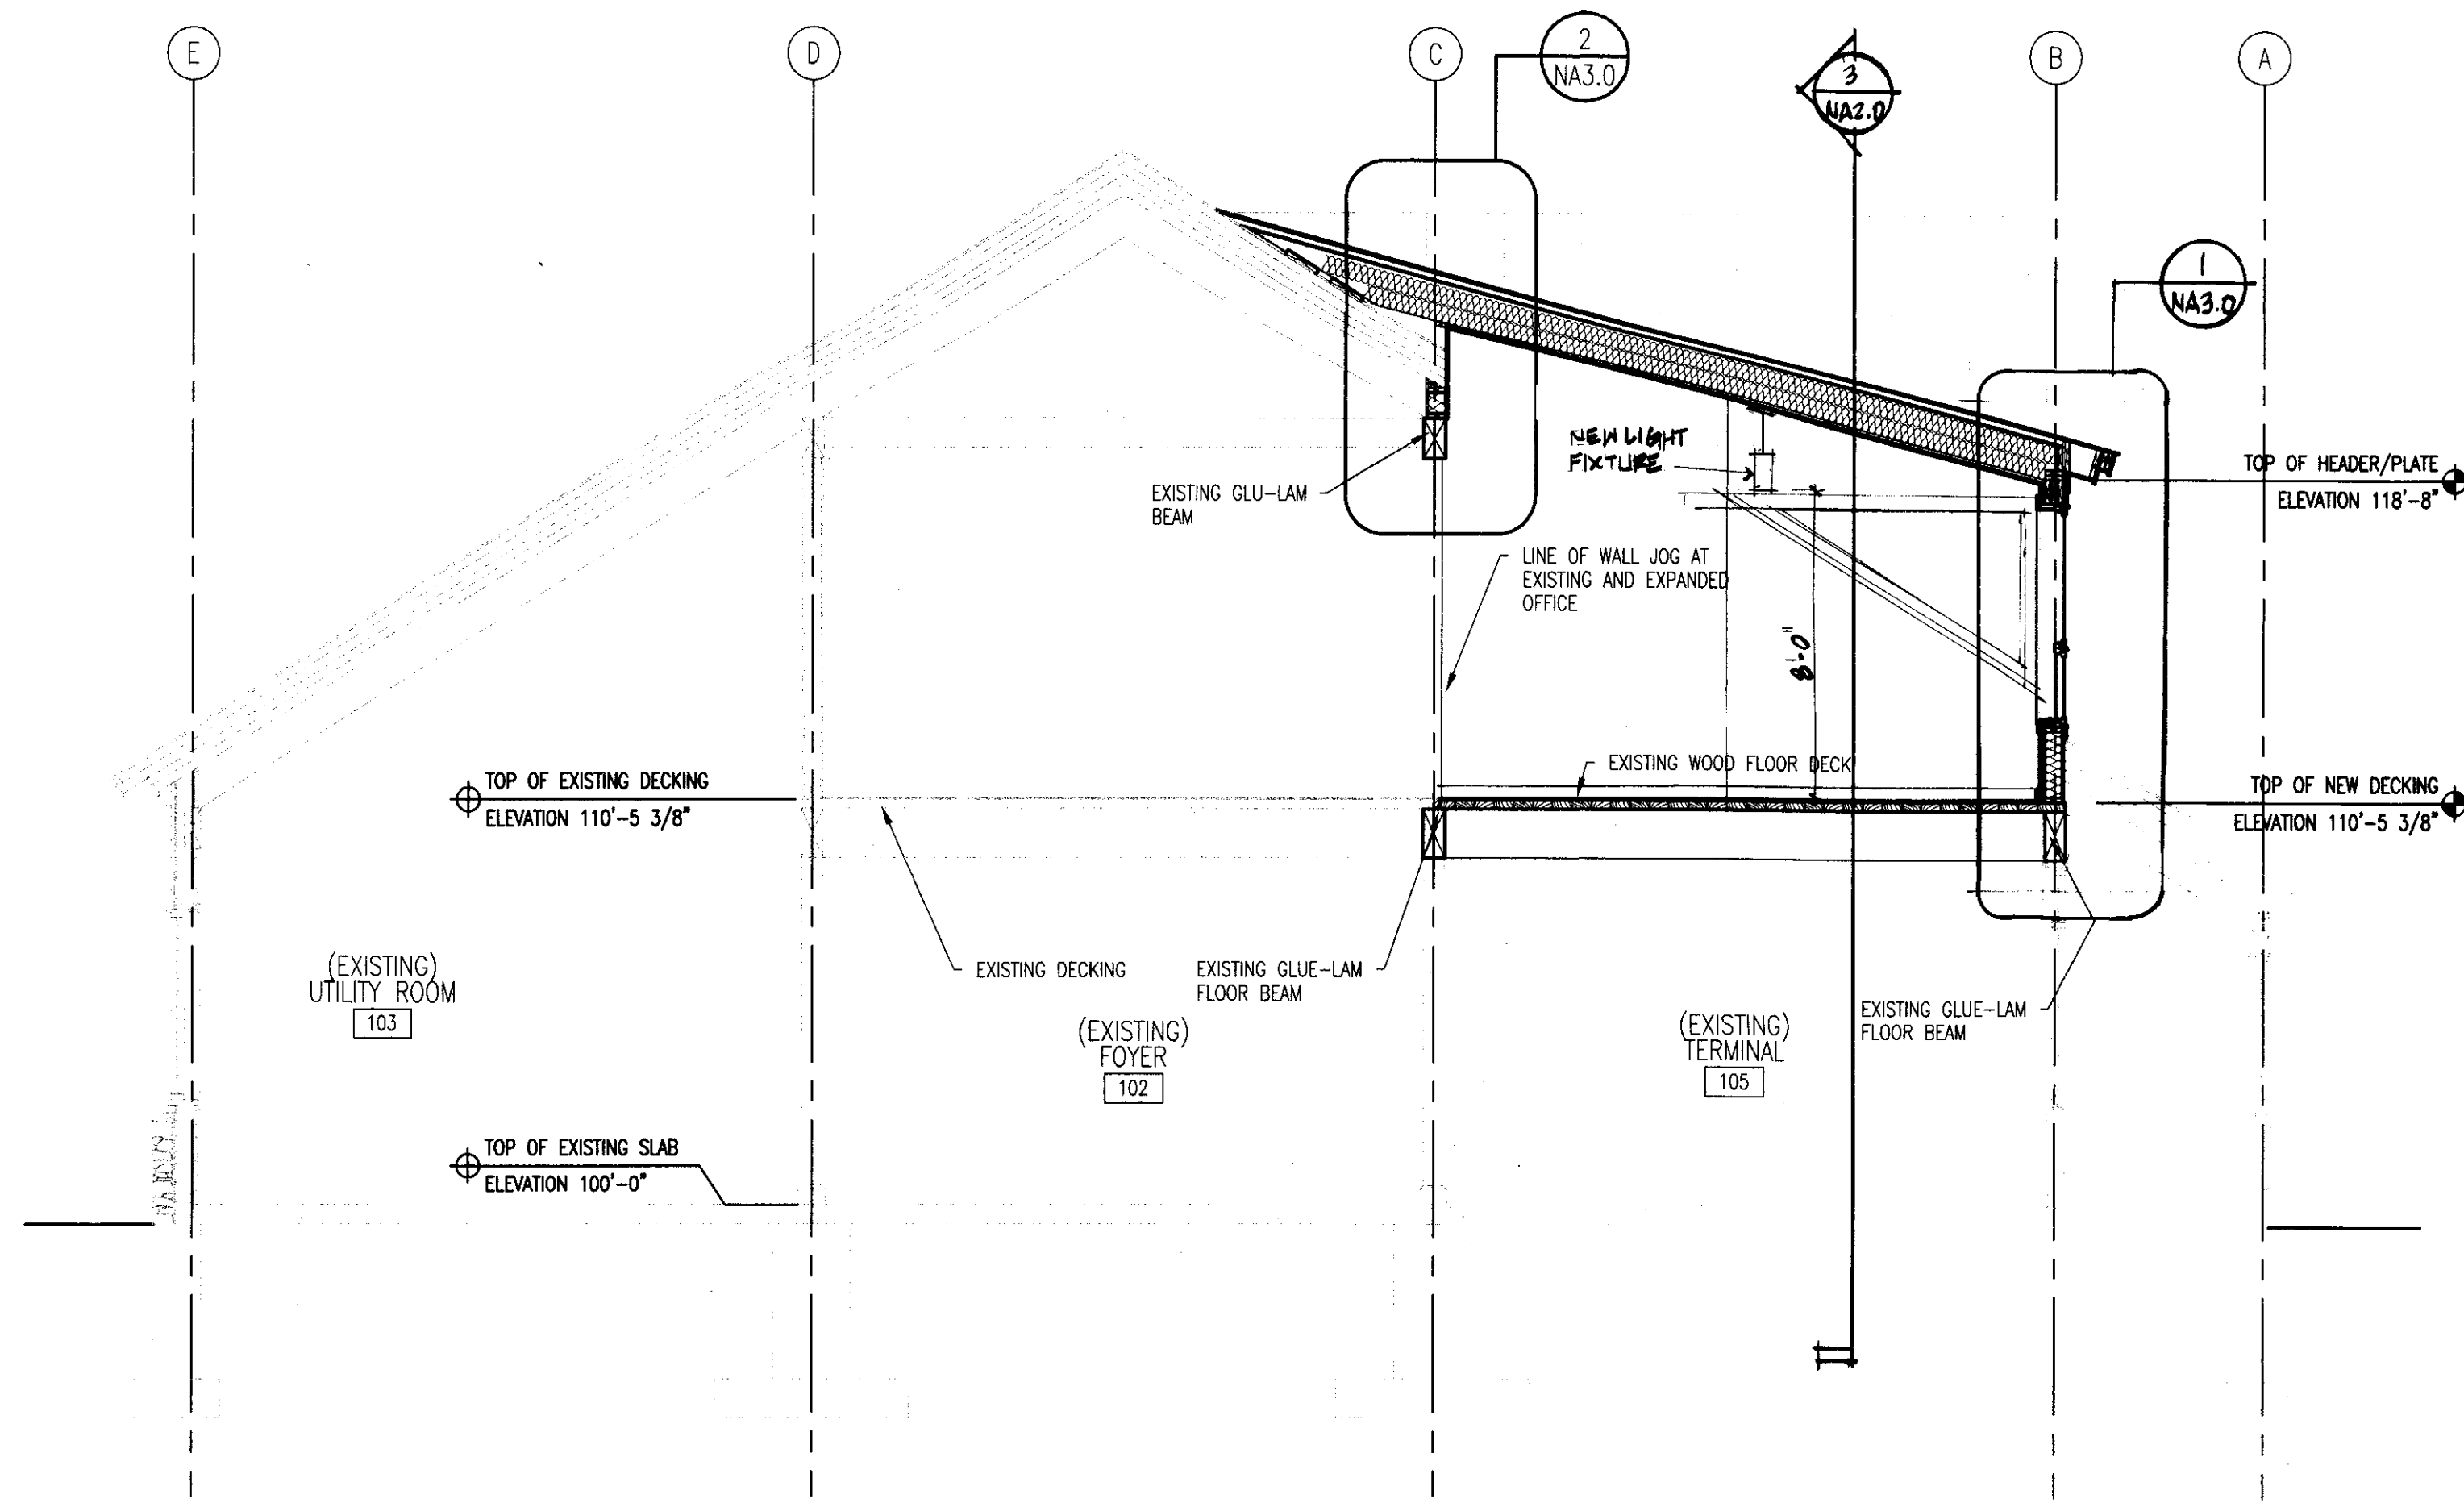 E
D
C
B
A
2
NA3.0
3
NA2.0
1
NA3.0
NEW LIGHT
FIXTURE
EXISTING GLU-LAM
BEAM
TOP OF HEADER/PLATE
ELEVATION 118'-8"
LINE OF WALL JOG AT
EXISTING AND EXPANDED
OFFICE
8'-0"
EXISTING WOOD FLOOR DECK
TOP OF EXISTING DECKING
ELEVATION 110'-5 3/8"
TOP OF NEW DECKING
ELEVATION 110'-5 3/8"
EXISTING DECKING
EXISTING GLUE-LAM
FLOOR BEAM
EXISTING GLUE-LAM
FLOOR BEAM
(EXISTING)
UTILITY ROOM
103
(EXISTING)
FOYER
102
(EXISTING)
TERMINAL
105
TOP OF EXISTING SLAB
ELEVATION 100'-0"